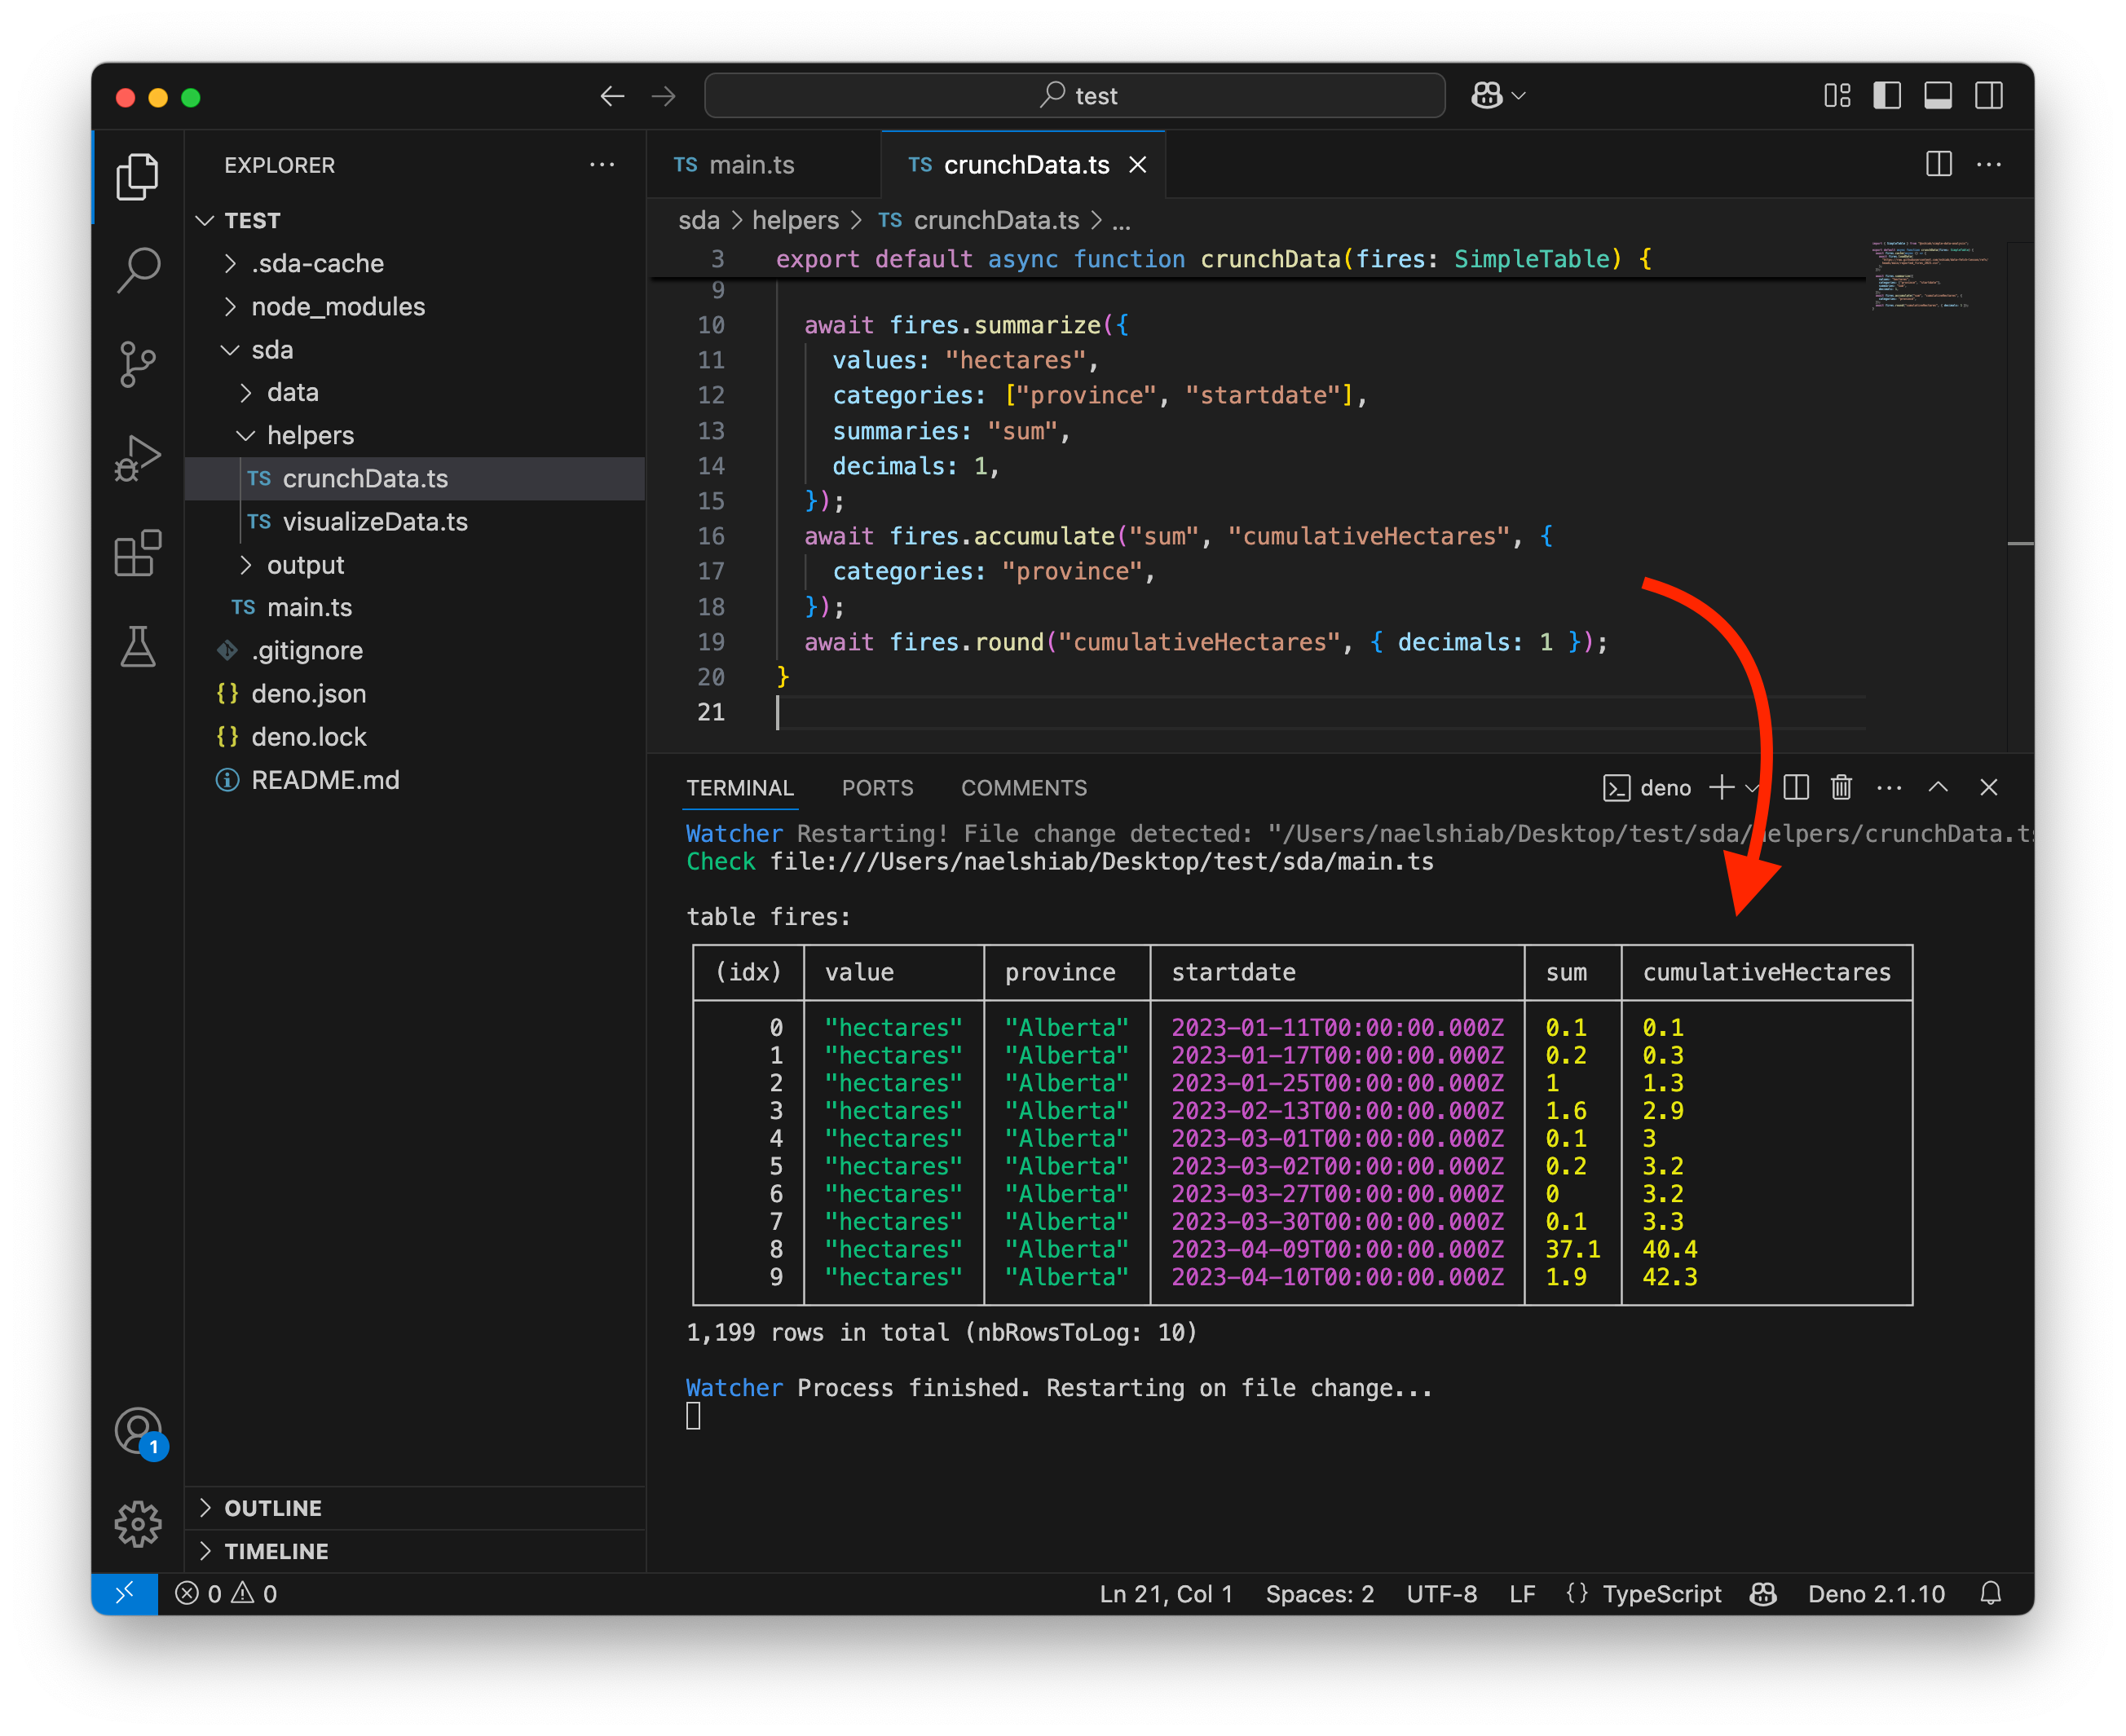 test
EXPLORER
TEST
.sda-cache
node_modules
sda
data
helpers
TS crunchData.ts
TS visualizeData.ts
output
TS main.ts
.gitignore
{} deno.json
{} deno.lock
README.md
OUTLINE
TIMELINE
1
TS main.ts
TS crunchData.ts
sda > helpers > TS crunchData.ts > ...
3 export default async function crunchData(fires: SimpleTable) {
9
10 await fires.summarize({
11 values: "hectares",
12 categories: ["province", "startdate"],
13 summaries: "sum",
14 decimals: 1,
15 });
16 await fires.accumulate("sum", "cumulativeHectares", {
17 categories: "province",
18 });
19 await fires.round("cumulativeHectares", { decimals: 1 });
20 }
21
TERMINAL PORTS COMMENTS deno
Watcher Restarting! File change detected: "/Users/naelshiab/Desktop/test/sda/helpers/crunchData.ts
Check file:///Users/naelshiab/Desktop/test/sda/main.ts
table fires:
(idx) value province startdate sum cumulativeHectares
0 "hectares" "Alberta" 2023-01-11T00:00:00.000Z 0.1 0.1
1 "hectares" "Alberta" 2023-01-17T00:00:00.000Z 0.2 0.3
2 "hectares" "Alberta" 2023-01-25T00:00:00.000Z 1 1.3
3 "hectares" "Alberta" 2023-02-13T00:00:00.000Z 1.6 2.9
4 "hectares" "Alberta" 2023-03-01T00:00:00.000Z 0.1 3
5 "hectares" "Alberta" 2023-03-02T00:00:00.000Z 0.2 3.2
6 "hectares" "Alberta" 2023-03-27T00:00:00.000Z 0 3.2
7 "hectares" "Alberta" 2023-03-30T00:00:00.000Z 0.1 3.3
8 "hectares" "Alberta" 2023-04-09T00:00:00.000Z 37.1 40.4
9 "hectares" "Alberta" 2023-04-10T00:00:00.000Z 1.9 42.3
1,199 rows in total (nbRowsToLog: 10)
Watcher Process finished. Restarting on file change...
0 0 Ln 21, Col 1 Spaces: 2 UTF-8 LF {} TypeScript Deno 2.1.10